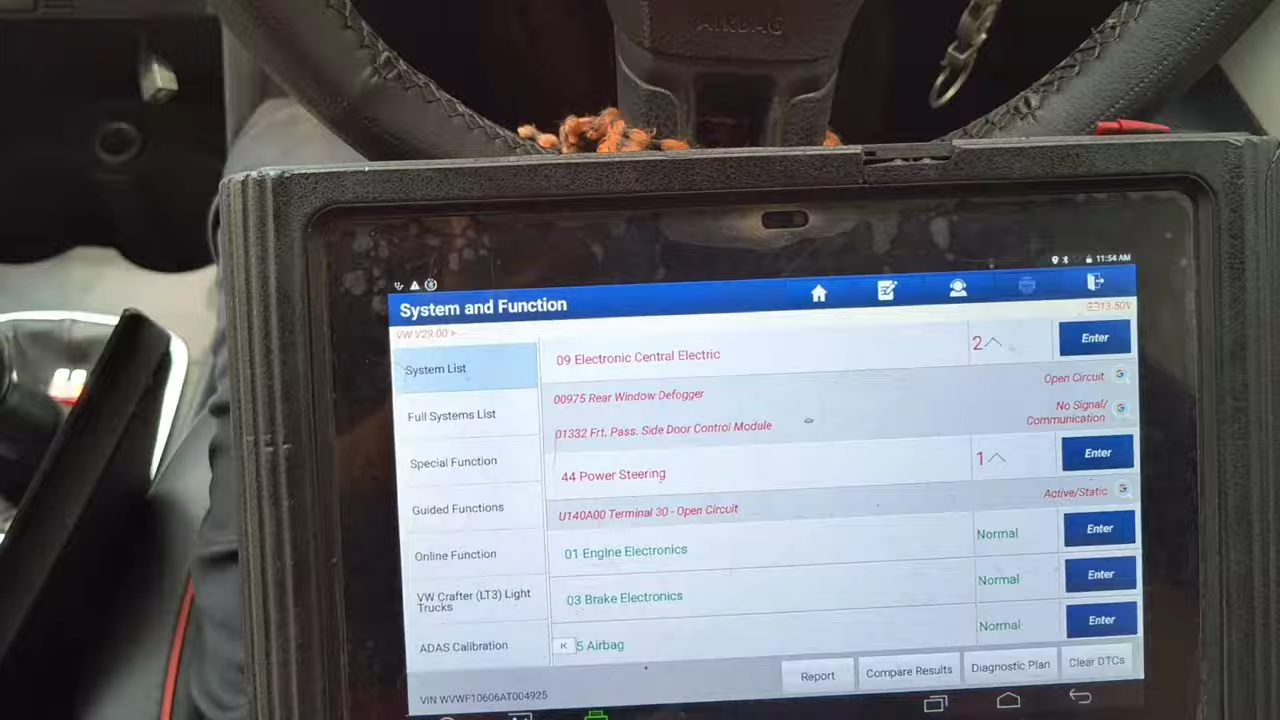 AIRBAG
11:54 AM
System and Function
VW V29.00 >
13.50V
System List
09 Electronic Central Electric
2
Enter
00975 Rear Window Defogger
Open Circuit
01332 Frt. Pass. Side Door Control Module
No Signal/
Communication
Full Systems List
Special Function
44 Power Steering
1
Enter
U140A00 Terminal 30 - Open Circuit
Active/Static
Guided Functions
01 Engine Electronics
Normal
Enter
Online Function
03 Brake Electronics
Normal
Enter
VW Crafter (LT3) Light
Trucks
5 Airbag
Normal
Enter
ADAS Calibration
Report
Compare Results
Diagnostic Plan
Clear DTCs
VIN WVWF10606AT004925